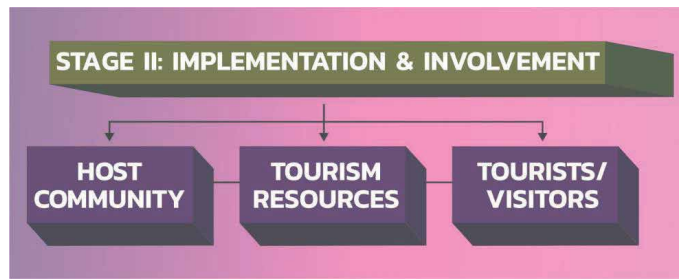 STAGE II: IMPLEMENTATION & INVOLVEMENT
HOST
COMMUNITY
TOURISM
RESOURCES
TOURISTS/
VISITORS